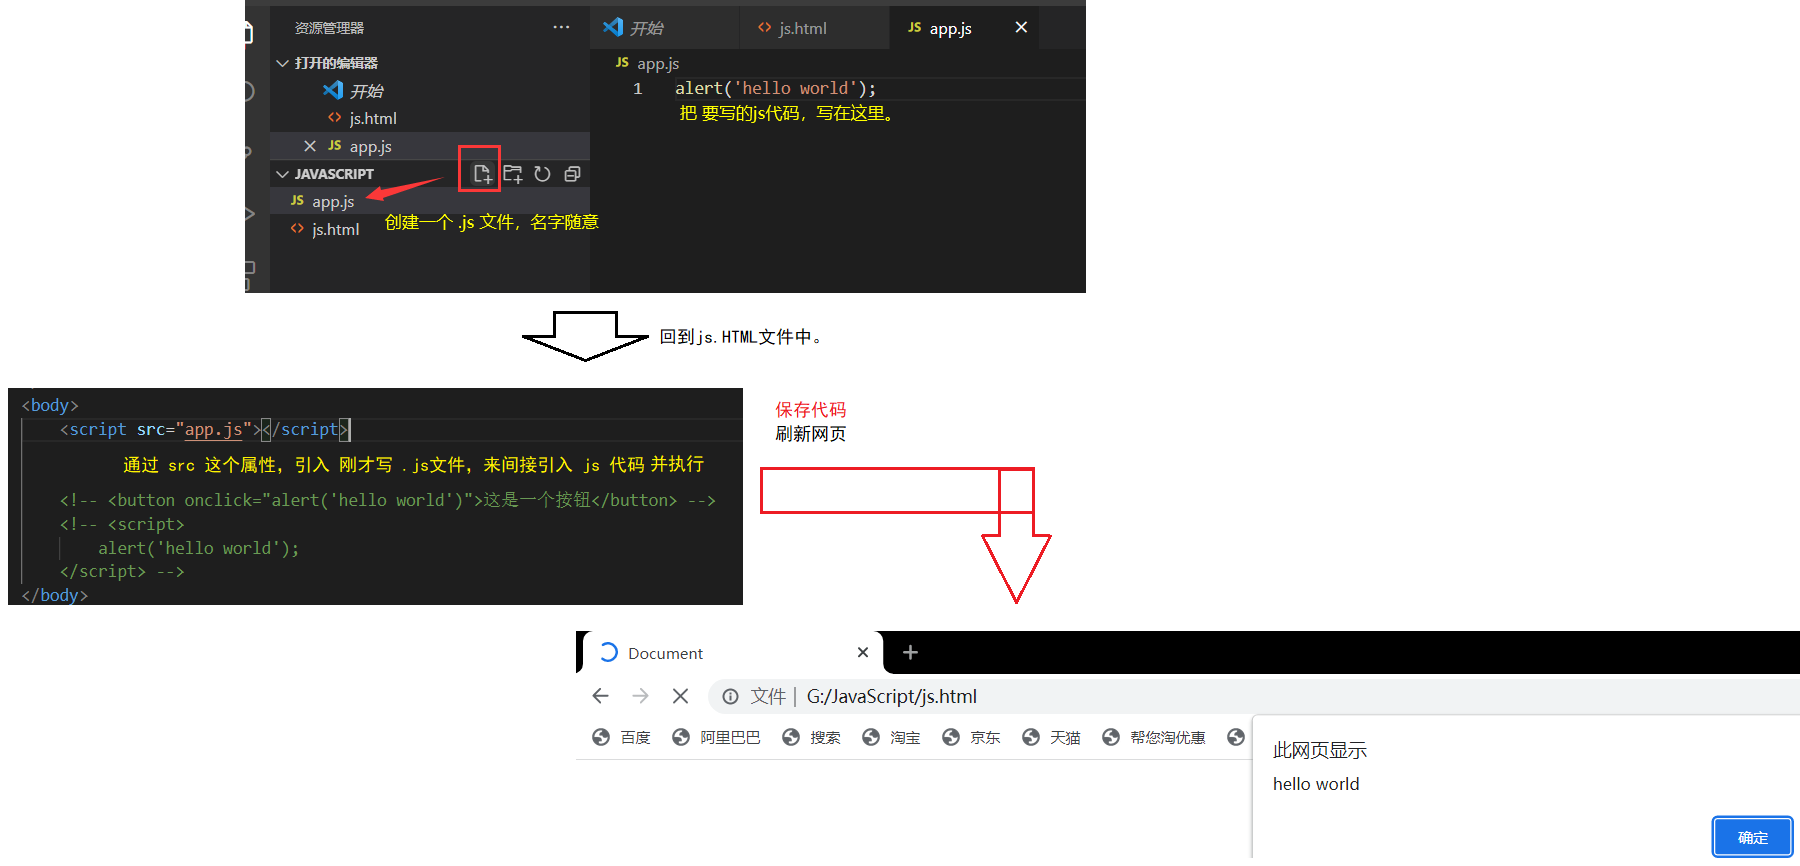 资源管理器 ···
开始 js.html app.js
打开的编辑器
开始
js.html
app.js
JS app.js
1 alert('hello world');
把 要写的js代码，写在这里。
JAVASCRIPT
JS app.js
js.html
JS app.js
创建一个 .js 文件，名字随意
回到js.HTML文件中。
<body>
<script src="app.js"></script>
通过 src 这个属性，引入 刚才写 .js文件，来间接引入 js 代码 并执行
<!-- <button onclick="alert('hello world')">这是一个按钮</button> -->
<!-- <script>
alert('hello world');
</script> -->
</body>
保存代码
刷新网页
Document
文件 | G:/JavaScript/js.html
百度 阿里巴巴 搜索 淘宝 京东 天猫 帮您淘优惠
此网页显示
hello world
确定